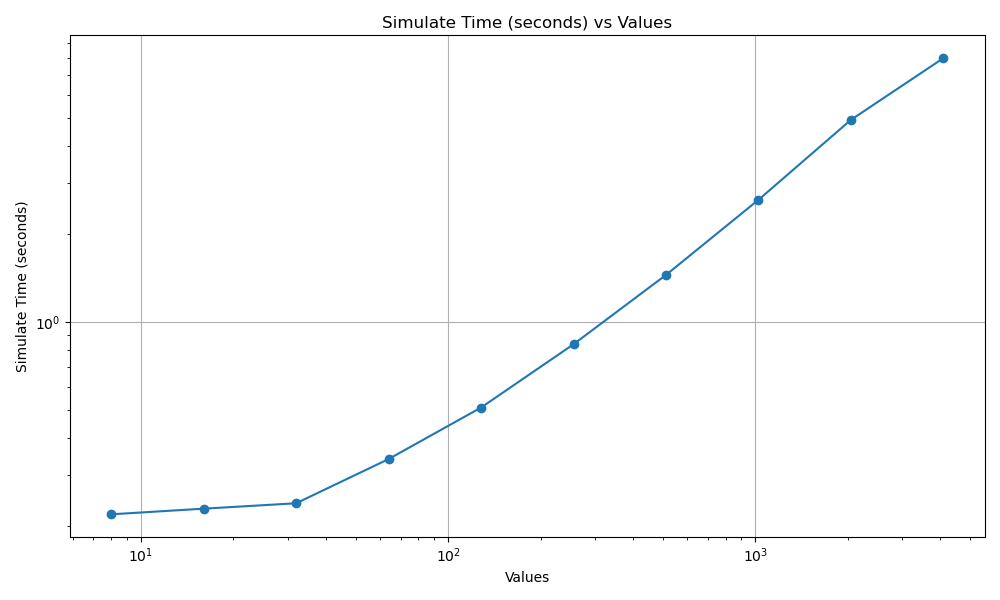 Simulate Time (seconds) vs Values
Simulate Time (seconds)
10⁰
10¹ 10² 10³
Values